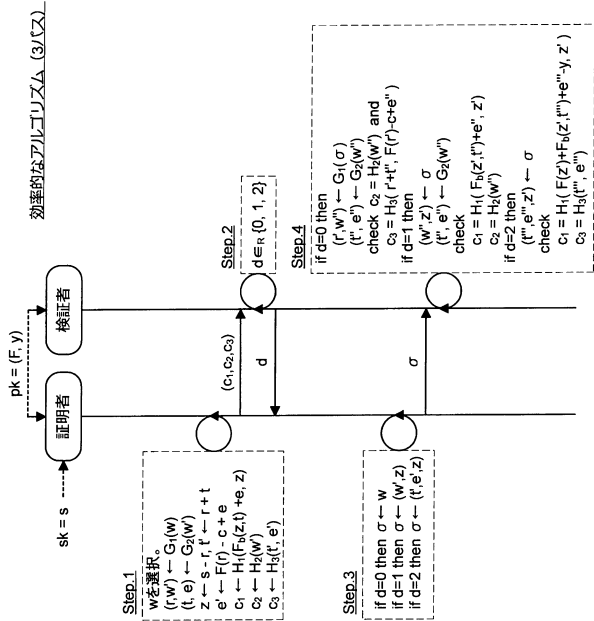 効率的なアルゴリズム (3パス)
pk = (F, y)
sk = s
証明者
検証者
Step.1
wを選択。
(r,w') ← G₁(w)
(t, e) ← G₂(w')
z ← s - r, t' ← r + t
e' ← F(r) - c + e
c₁ ← H₁(F_b(z,t) +e, z)
c₂ ← H₂(w')
c₃ ← H₃(t', e')
(c₁,c₂,c₃)
Step.2
d ∈_R {0, 1, 2}
d
Step.3
if d=0 then σ ← w
if d=1 then σ ← (w',z)
if d=2 then σ ← (t',e',z)
σ
Step.4
if d=0 then
(r,w'') ← G₁(σ)
(t'', e'') ← G₂(w'')
check c₂ = H₂(w'') and
c₃ = H₃( r'+t'', F(r')-c+e'' )
if d=1 then
(w'',z') ← σ
(t'', e'') ← G₂(w'')
check
c₁ = H₁( F_b(z',t'')+e'', z')
c₂ = H₂(w'')
if d=2 then
(t''', e''',z') ← σ
check
c₁ = H₁( F(z')+F_b(z',t''')+e'''-y, z' )
c₃ = H₃(t''', e''')